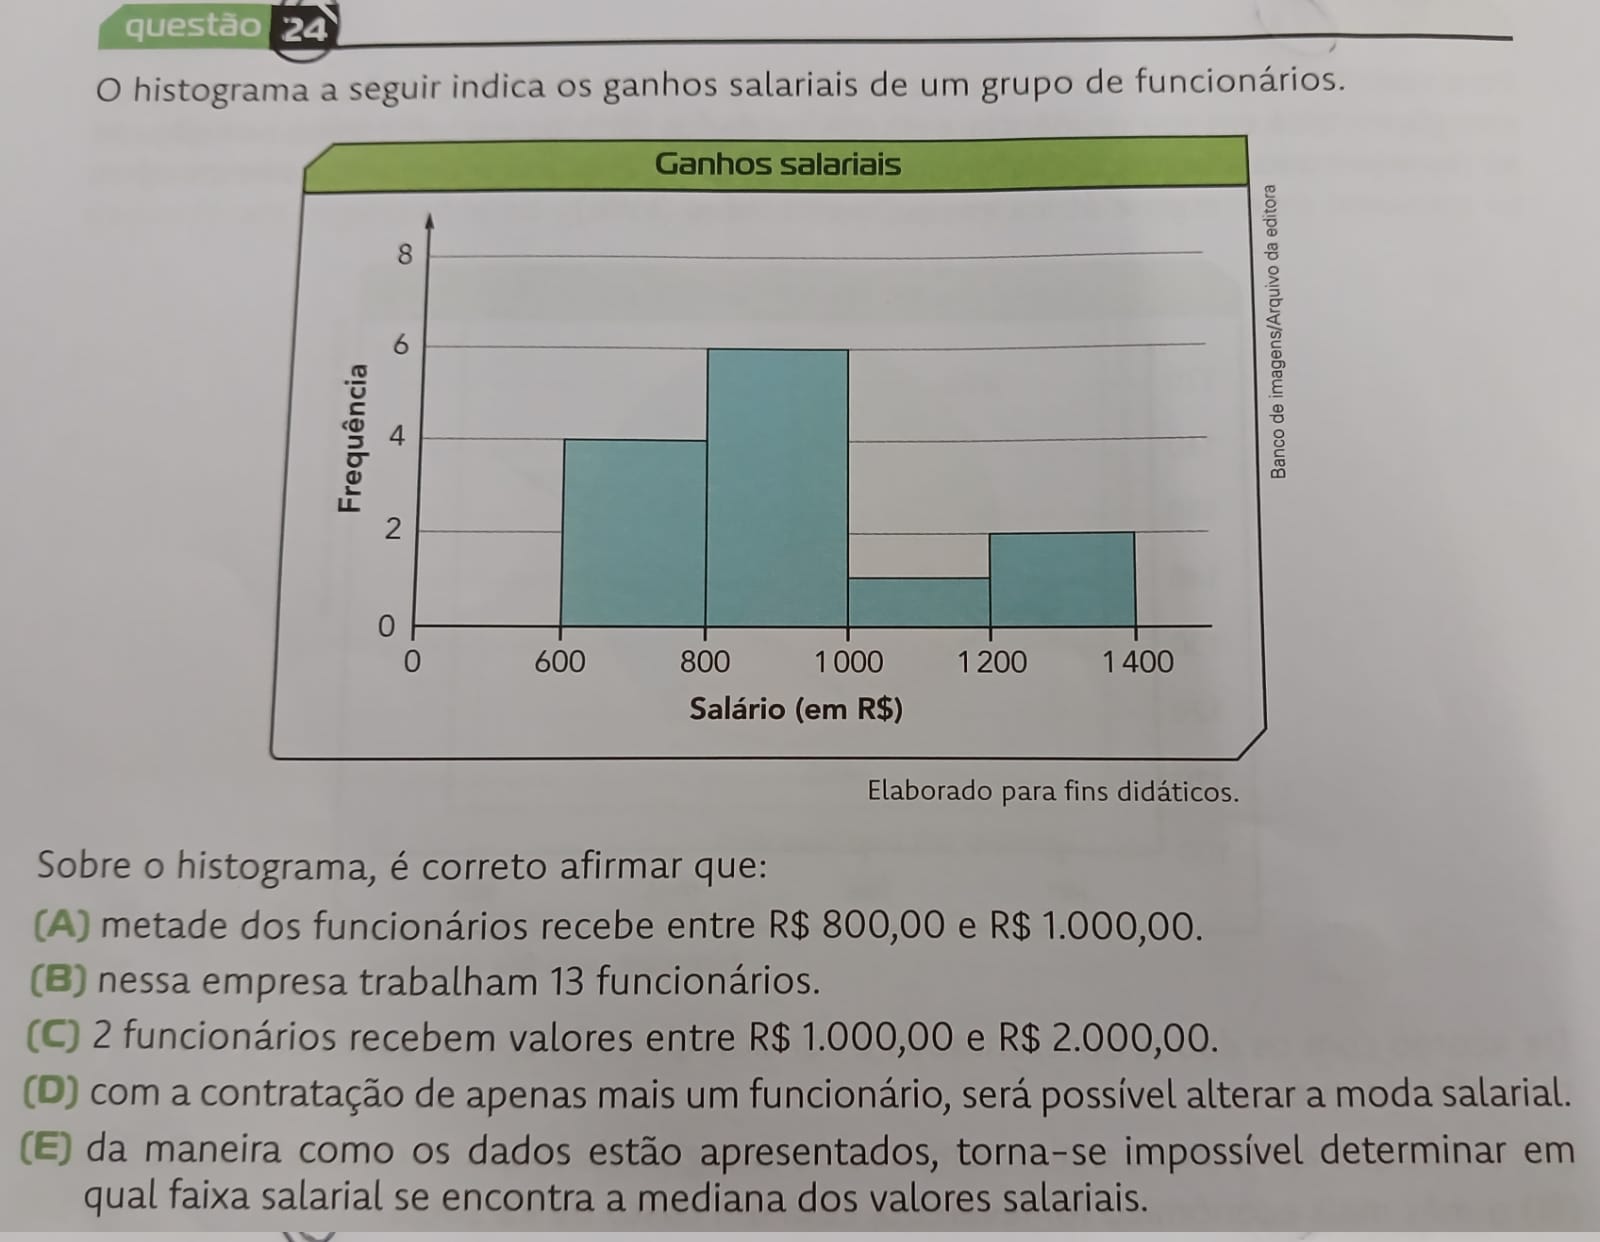 questão 24
O histograma a seguir indica os ganhos salariais de um grupo de funcionários.
Ganhos salariais
8
6
4
2
0
Frequência
0 600 800 1 000 1 200 1 400
Salário (em R$)
Banco de imagens/Arquivo da editora
Elaborado para fins didáticos.
Sobre o histograma, é correto afirmar que:
(A) metade dos funcionários recebe entre R$ 800,00 e R$ 1.000,00.
(B) nessa empresa trabalham 13 funcionários.
(C) 2 funcionários recebem valores entre R$ 1.000,00 e R$ 2.000,00.
(D) com a contratação de apenas mais um funcionário, será possível alterar a moda salarial.
(E) da maneira como os dados estão apresentados, torna-se impossível determinar em
qual faixa salarial se encontra a mediana dos valores salariais.